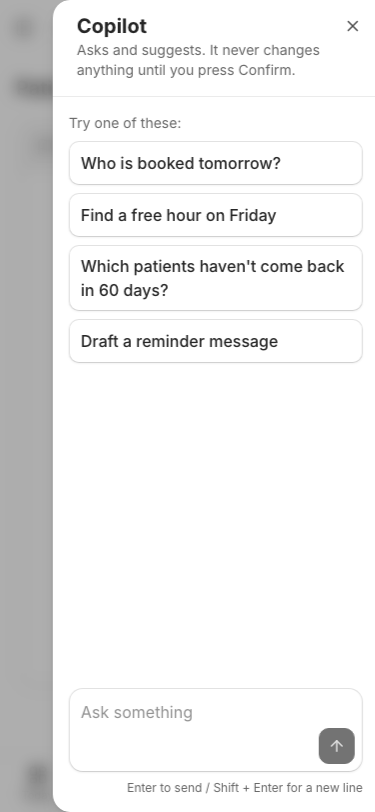 Copilot
Asks and suggests. It never changes
anything until you press Confirm.
Try one of these:
Who is booked tomorrow?
Find a free hour on Friday
Which patients haven't come back
in 60 days?
Draft a reminder message
Ask something
Enter to send / Shift + Enter for a new line